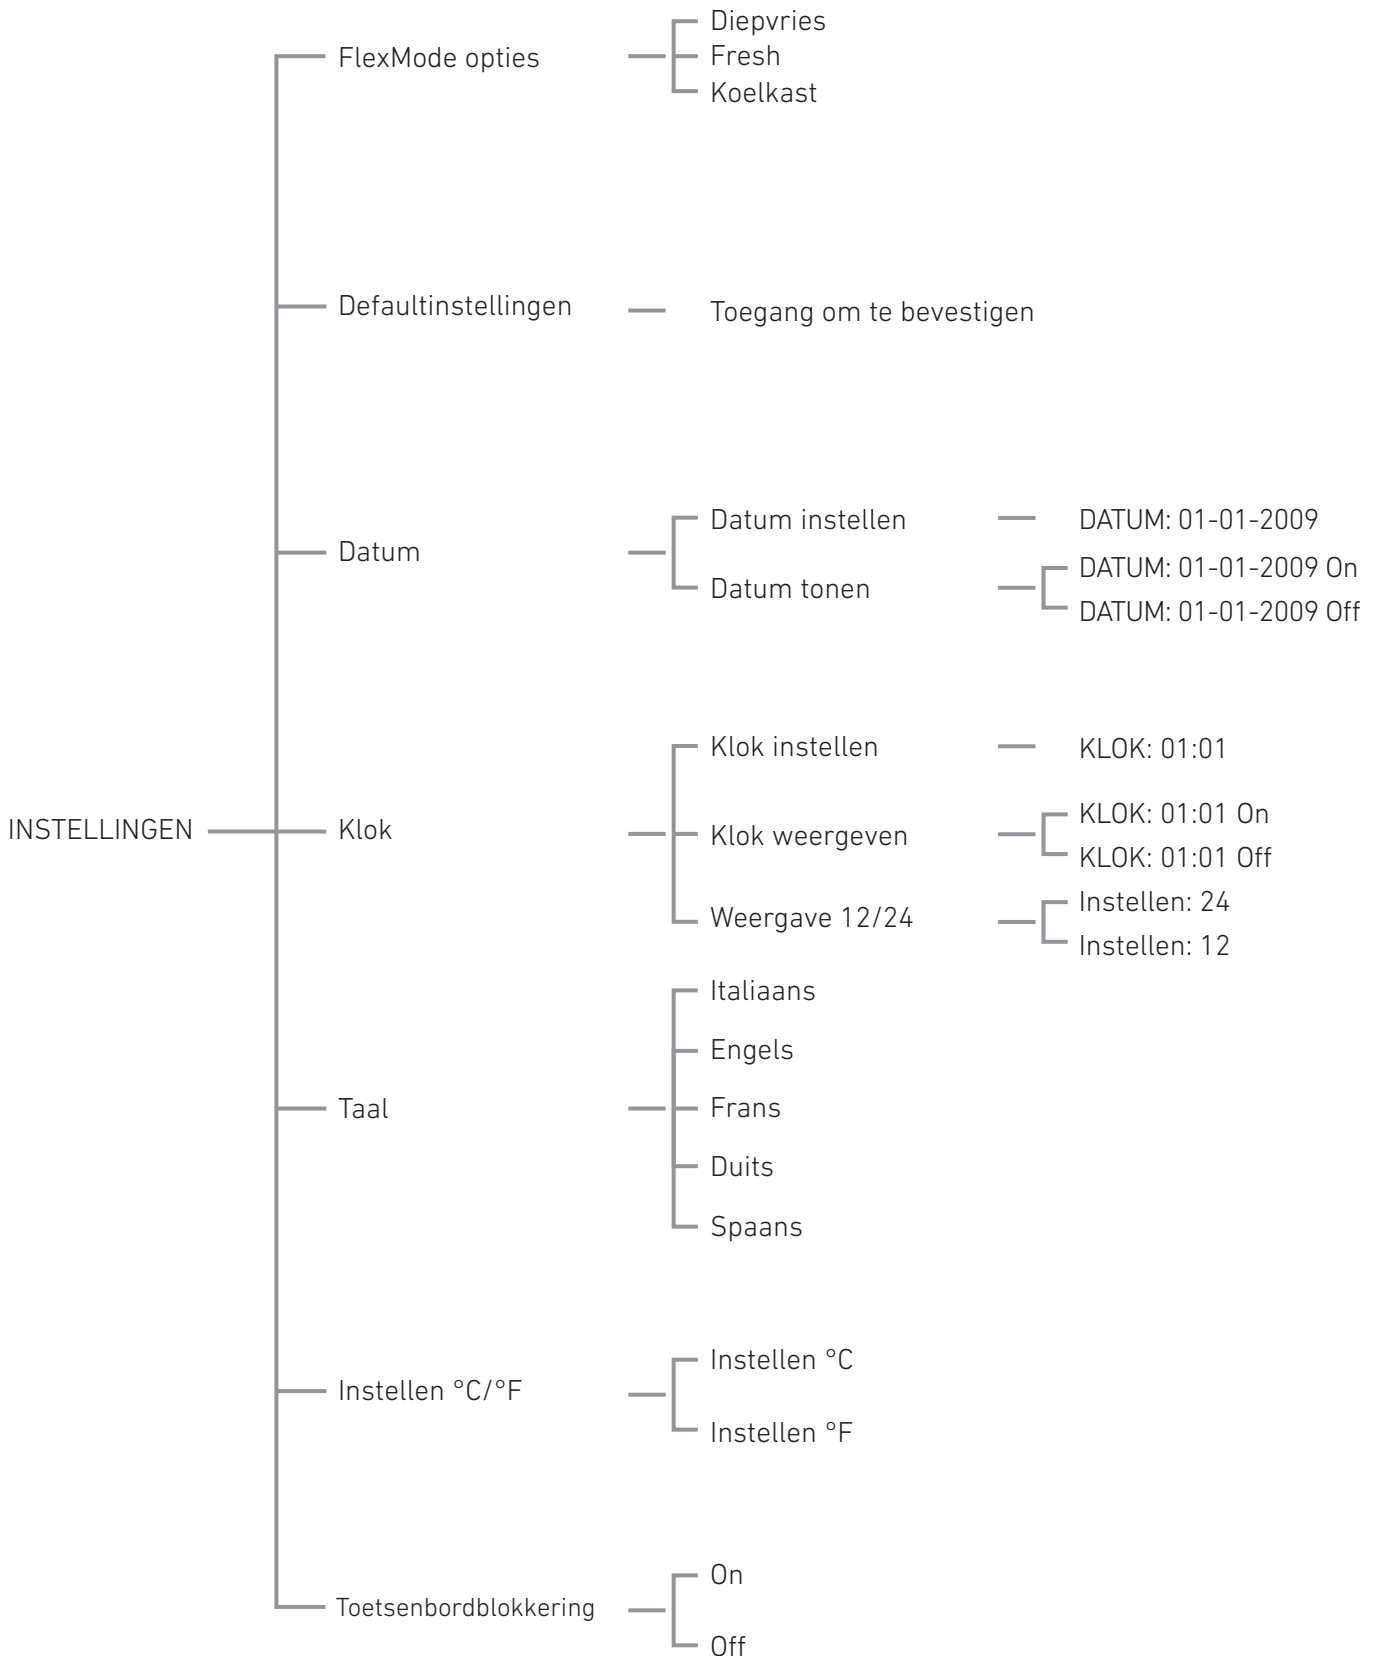 FlexMode opties
Diepvries
Fresh
Koelkast
Defaultinstellingen
Toegang om te bevestigen
Datum
Datum instellen
DATUM: 01-01-2009
Datum tonen
DATUM: 01-01-2009 On
DATUM: 01-01-2009 Off
INSTELLINGEN
Klok
Klok instellen
KLOK: 01:01
Klok weergeven
KLOK: 01:01 On
KLOK: 01:01 Off
Weergave 12/24
Instellen: 24
Instellen: 12
Taal
Italiaans
Engels
Frans
Duits
Spaans
Instellen °C/°F
Instellen °C
Instellen °F
Toetsenbordblokkering
On
Off